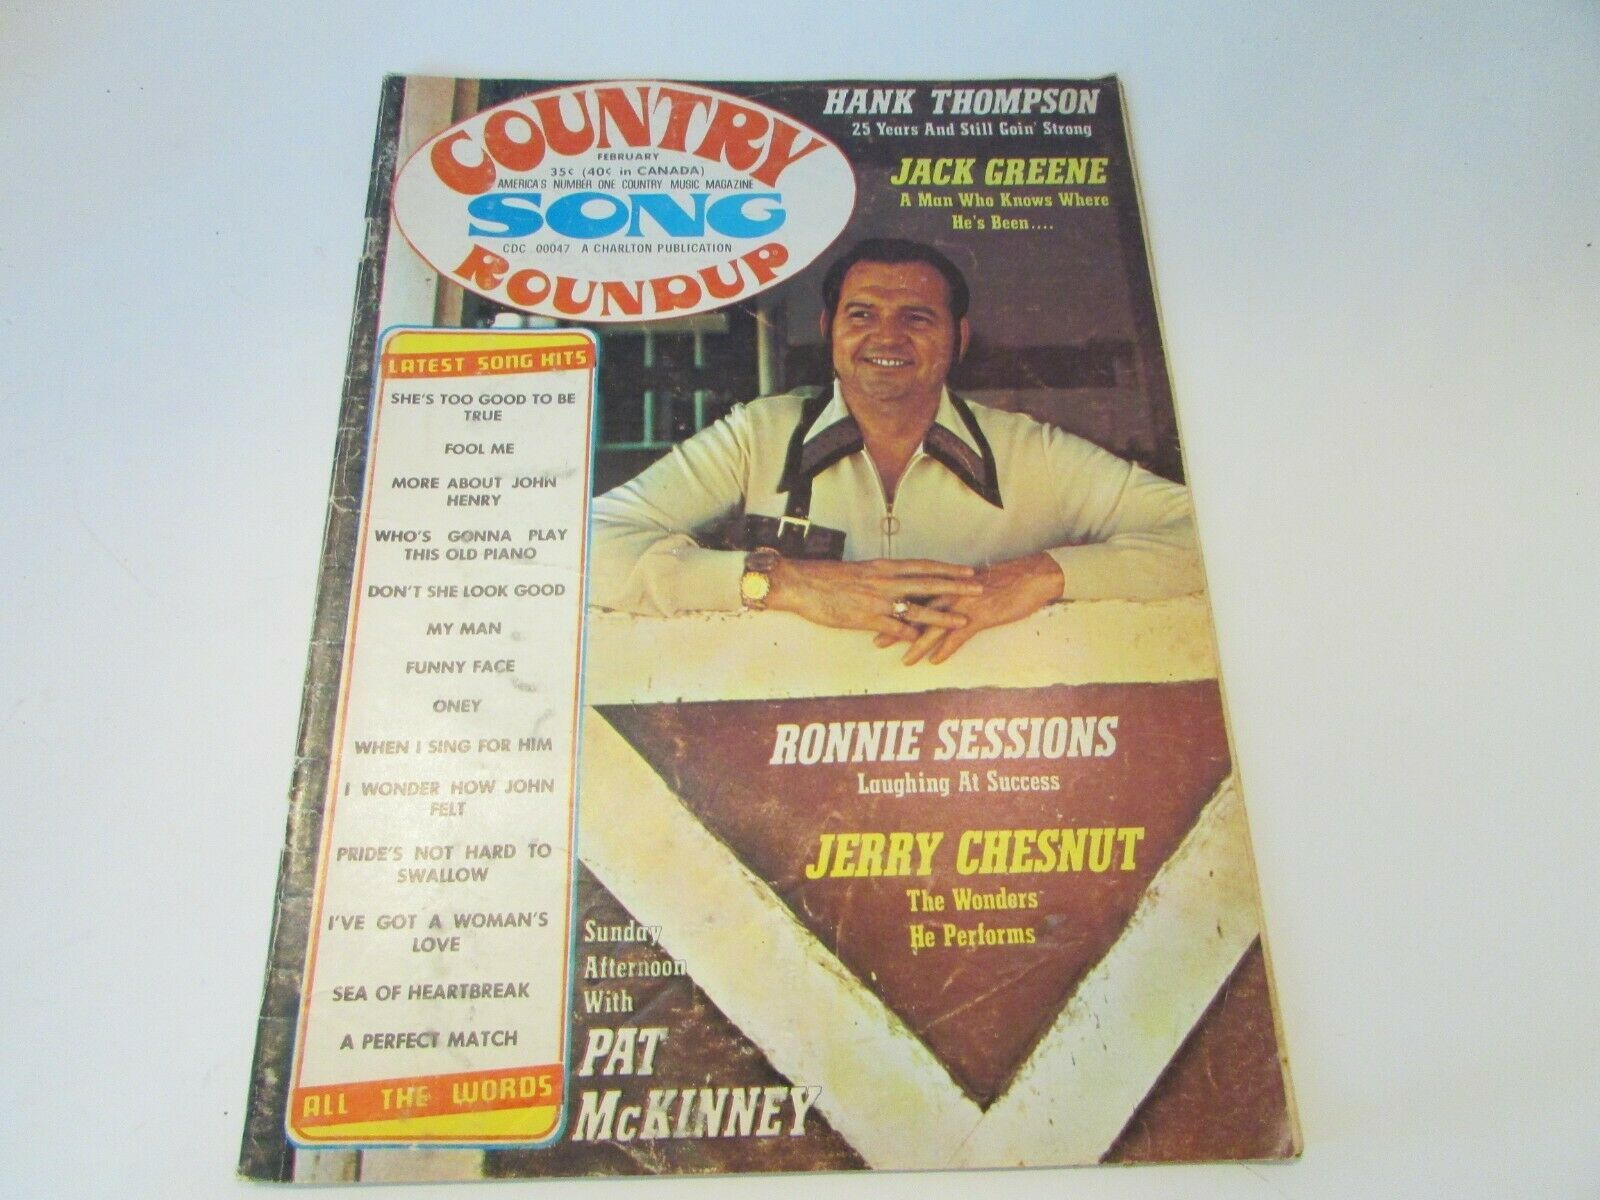 COUNTRY
FEBRUARY
35¢ (40¢ in CANADA)
AMERICA'S NUMBER ONE COUNTRY MUSIC MAGAZINE
SONG
CDC 00047 A CHARLTON PUBLICATION
ROUNDUP
HANK THOMPSON
25 Years And Still Goin' Strong
JACK GREENE
A Man Who Knows Where
He's Been....
LATEST SONG HITS
SHE'S TOO GOOD TO BE
TRUE
FOOL ME
MORE ABOUT JOHN
HENRY
WHO'S GONNA PLAY
THIS OLD PIANO
DON'T SHE LOOK GOOD
MY MAN
FUNNY FACE
ONEY
WHEN I SING FOR HIM
I WONDER HOW JOHN
FELT
PRIDE'S NOT HARD TO
SWALLOW
I'VE GOT A WOMAN'S
LOVE
SEA OF HEARTBREAK
A PERFECT MATCH
ALL THE WORDS
RONNIE SESSIONS
Laughing At Success
JERRY CHESNUT
The Wonders
He Performs
Sunday
Afternoon
With
PAT
McKINNEY